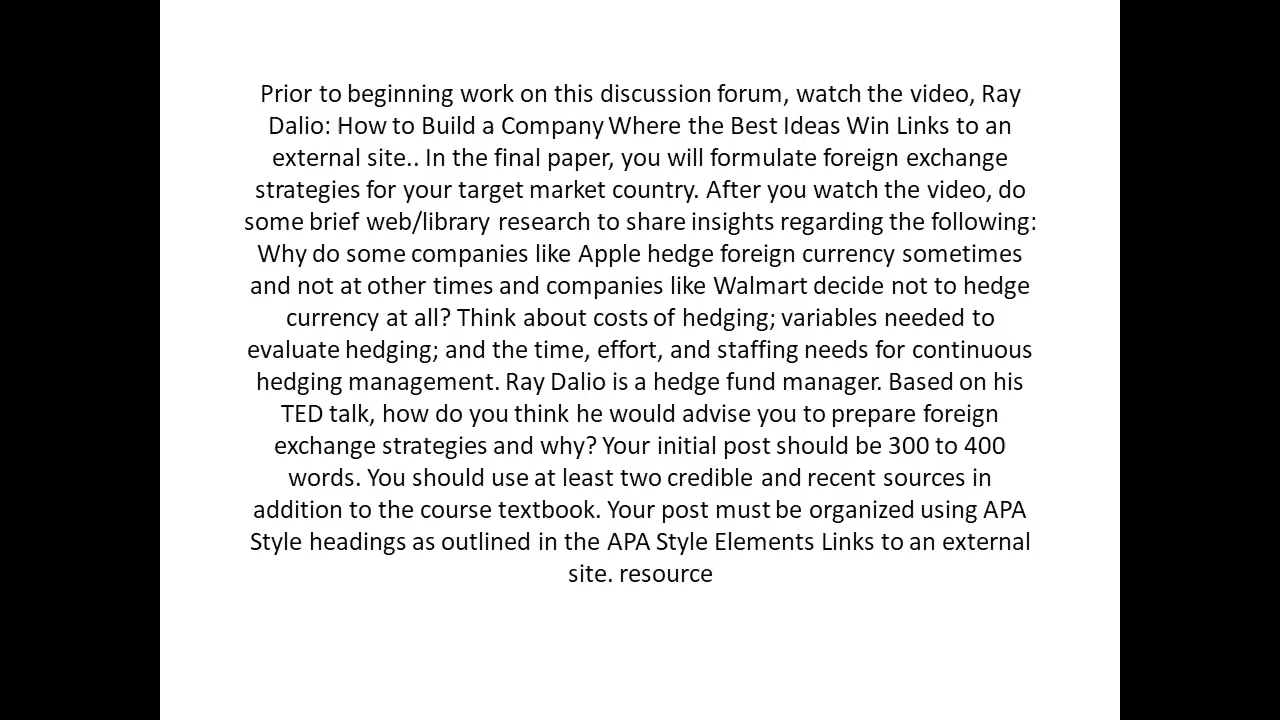 Prior to beginning work on this discussion forum, watch the video, Ray
Dalio: How to Build a Company Where the Best Ideas Win Links to an
external site.. In the final paper, you will formulate foreign exchange
strategies for your target market country. After you watch the video, do
some brief web/library research to share insights regarding the following:
Why do some companies like Apple hedge foreign currency sometimes
and not at other times and companies like Walmart decide not to hedge
currency at all? Think about costs of hedging; variables needed to
evaluate hedging; and the time, effort, and staffing needs for continuous
hedging management. Ray Dalio is a hedge fund manager. Based on his
TED talk, how do you think he would advise you to prepare foreign
exchange strategies and why? Your initial post should be 300 to 400
words. You should use at least two credible and recent sources in
addition to the course textbook. Your post must be organized using APA
Style headings as outlined in the APA Style Elements Links to an external
site. resource